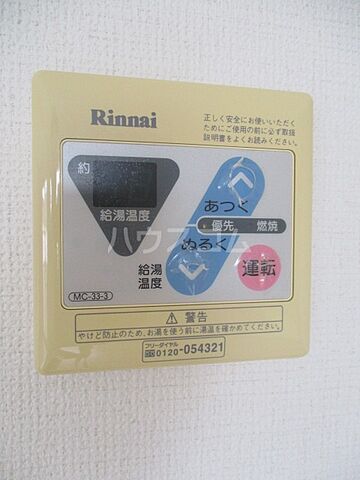 Rinnai
正しく安全にお使いいただく
ためにご使用の前に必ず取扱
説明書をよくお読みください。
約
給湯温度
あつく
優先 燃焼
ぬるく
給湯
温度
運転
MC-33-3
ハウスコム
警告
やけど防止のため、お湯を使う前に湯温を確かめてください。
フリーダイヤル
0120-054321